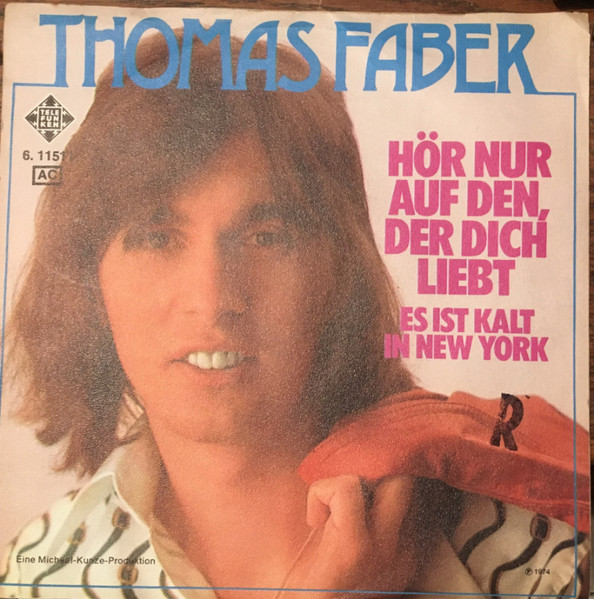 THOMAS FABER
TELE
FUN
KEN
6. 1151
AC
HÖR NUR
AUF DEN,
DER DICH
LIEBT
ES IST KALT
IN NEW YORK
R
Eine Michael-Kunze-Produktion
℗ 1974